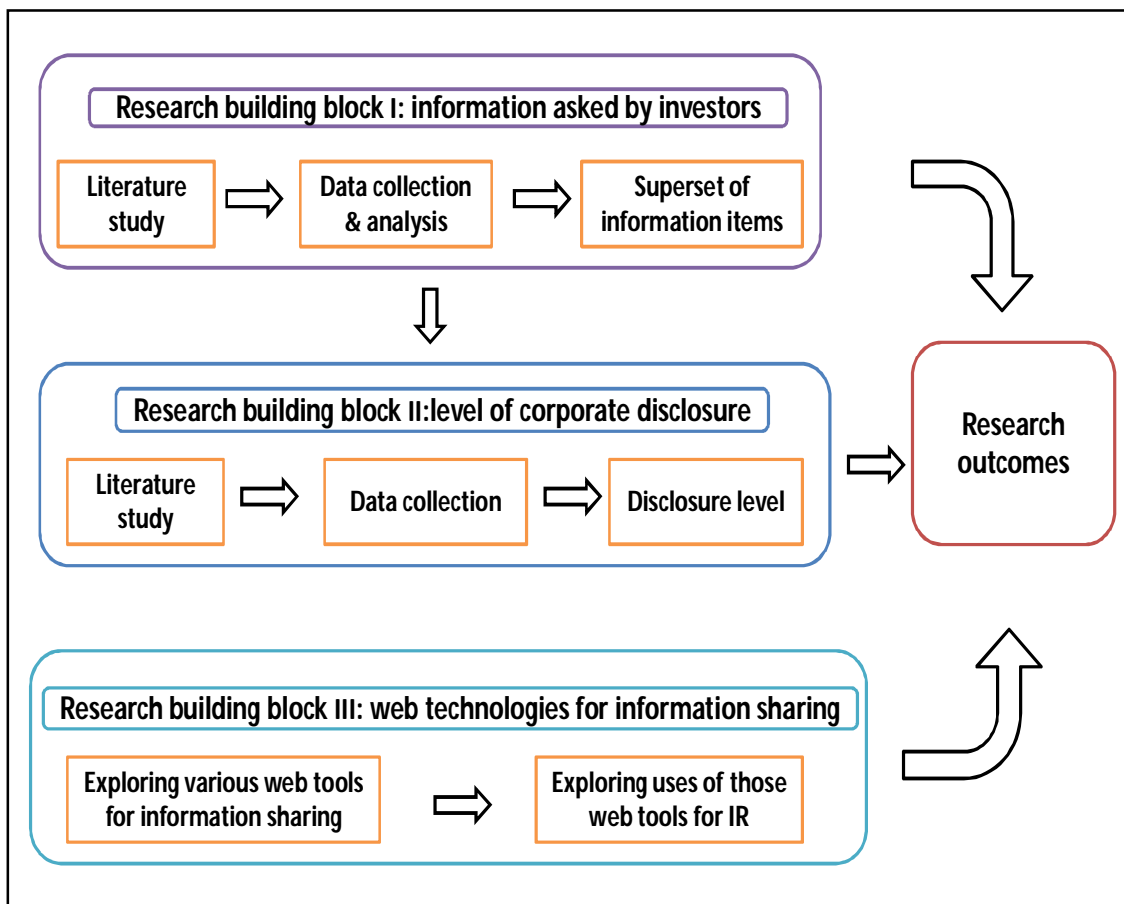 Research building block I: information asked by investors
Literature
study
Data collection
& analysis
Superset of
information items
Research building block II:level of corporate disclosure
Literature
study
Data collection
Disclosure level
Research
outcomes
Research building block III: web technologies for information sharing
Exploring various web tools
for information sharing
Exploring uses of those
web tools for IR